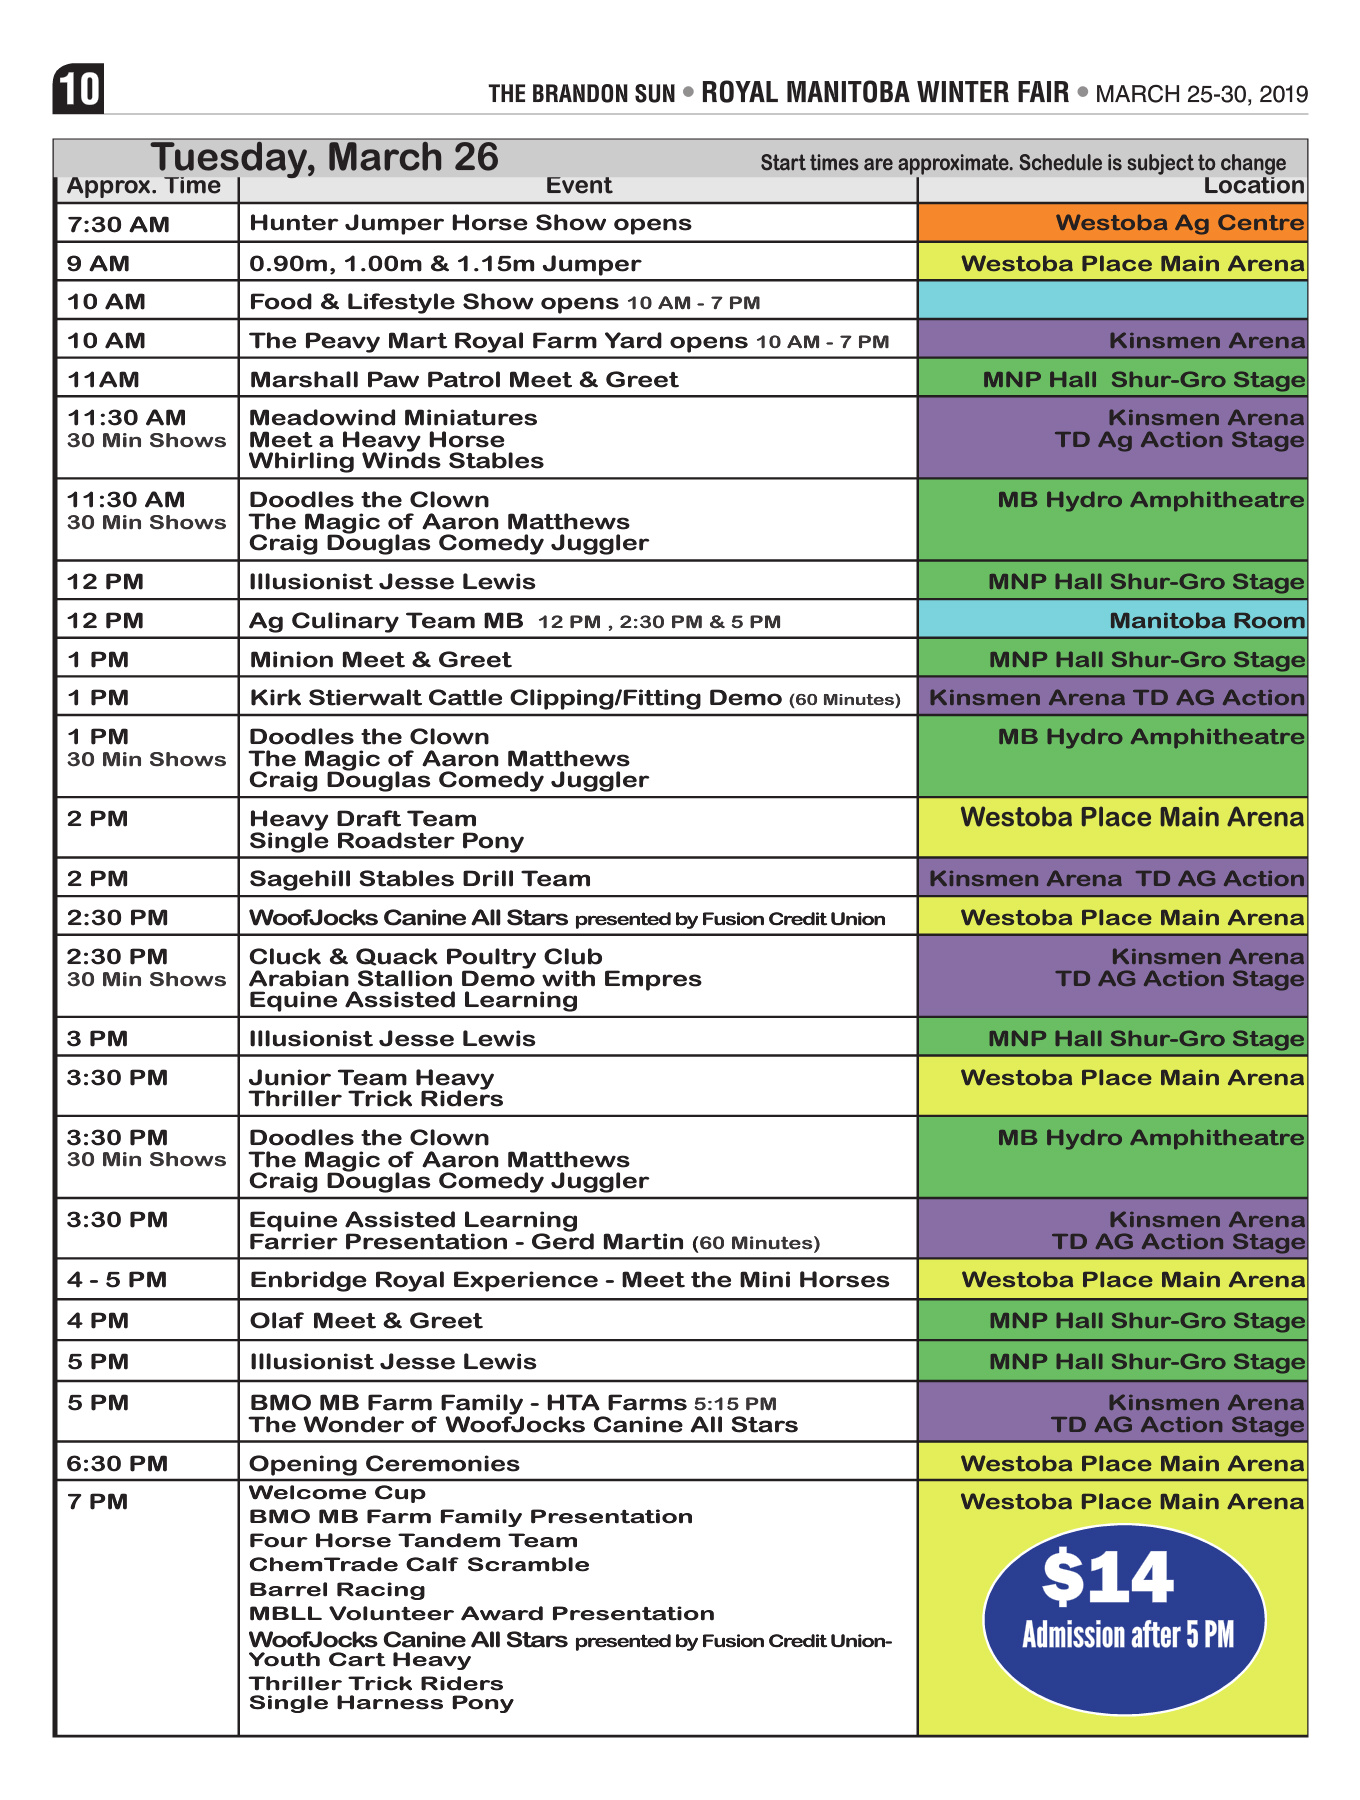 10
THE BRANDON SUN • ROYAL MANITOBA WINTER FAIR • MARCH 25-30, 2019
Tuesday, March 26 Start times are approximate. Schedule is subject to change
Approx. Time Event Location
7:30 AM Hunter Jumper Horse Show opens Westoba Ag Centre
9 AM 0.90m, 1.00m & 1.15m Jumper Westoba Place Main Arena
10 AM Food & Lifestyle Show opens 10 AM - 7 PM
10 AM The Peavy Mart Royal Farm Yard opens 10 AM - 7 PM Kinsmen Arena
11AM Marshall Paw Patrol Meet & Greet MNP Hall Shur-Gro Stage
11:30 AM Meadowind Miniatures Kinsmen Arena
30 Min Shows Meet a Heavy Horse TD Ag Action Stage
Whirling Winds Stables
11:30 AM Doodles the Clown MB Hydro Amphitheatre
30 Min Shows The Magic of Aaron Matthews
Craig Douglas Comedy Juggler
12 PM Illusionist Jesse Lewis MNP Hall Shur-Gro Stage
12 PM Ag Culinary Team MB 12 PM , 2:30 PM & 5 PM Manitoba Room
1 PM Minion Meet & Greet MNP Hall Shur-Gro Stage
1 PM Kirk Stierwalt Cattle Clipping/Fitting Demo (60 Minutes) Kinsmen Arena TD AG Action
1 PM Doodles the Clown MB Hydro Amphitheatre
30 Min Shows The Magic of Aaron Matthews
Craig Douglas Comedy Juggler
2 PM Heavy Draft Team Westoba Place Main Arena
Single Roadster Pony
2 PM Sagehill Stables Drill Team Kinsmen Arena TD AG Action
2:30 PM WoofJocks Canine All Stars presented by Fusion Credit Union Westoba Place Main Arena
2:30 PM Cluck & Quack Poultry Club Kinsmen Arena
30 Min Shows Arabian Stallion Demo with Empres TD AG Action Stage
Equine Assisted Learning
3 PM Illusionist Jesse Lewis MNP Hall Shur-Gro Stage
3:30 PM Junior Team Heavy Westoba Place Main Arena
Thriller Trick Riders
3:30 PM Doodles the Clown MB Hydro Amphitheatre
30 Min Shows The Magic of Aaron Matthews
Craig Douglas Comedy Juggler
3:30 PM Equine Assisted Learning Kinsmen Arena
Farrier Presentation - Gerd Martin (60 Minutes) TD AG Action Stage
4 - 5 PM Enbridge Royal Experience - Meet the Mini Horses Westoba Place Main Arena
4 PM Olaf Meet & Greet MNP Hall Shur-Gro Stage
5 PM Illusionist Jesse Lewis MNP Hall Shur-Gro Stage
5 PM BMO MB Farm Family - HTA Farms 5:15 PM Kinsmen Arena
The Wonder of WoofJocks Canine All Stars TD AG Action Stage
6:30 PM Opening Ceremonies Westoba Place Main Arena
7 PM Welcome Cup Westoba Place Main Arena
BMO MB Farm Family Presentation
Four Horse Tandem Team
ChemTrade Calf Scramble
Barrel Racing
MBLL Volunteer Award Presentation
WoofJocks Canine All Stars presented by Fusion Credit Union-
Youth Cart Heavy
Thriller Trick Riders
Single Harness Pony
$14
Admission after 5 PM